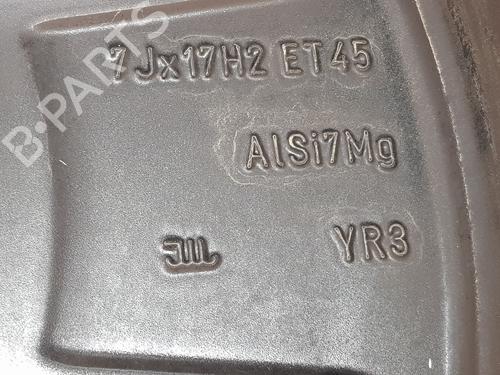 7Jx17H2 ET45
AlSi7Mg
YR3
B-PARTS